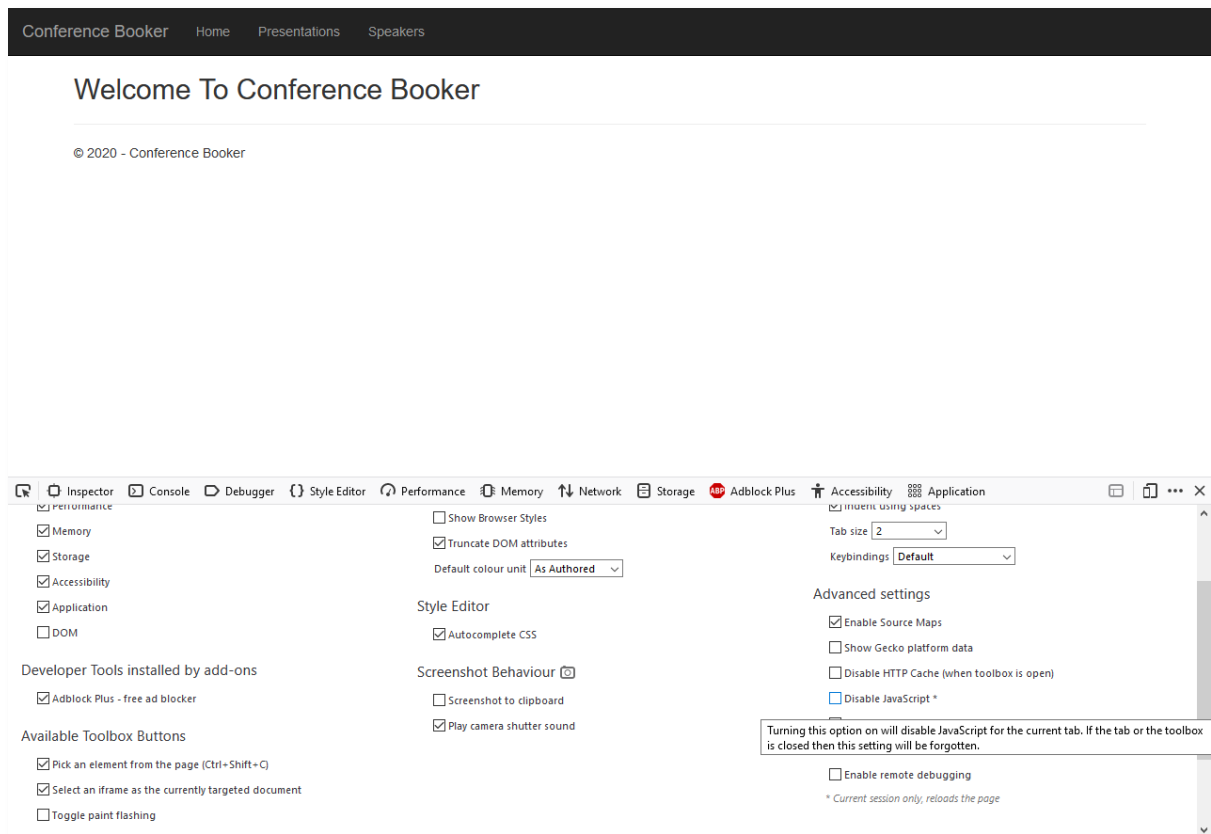 Conference Booker Home Presentations Speakers
Welcome To Conference Booker
© 2020 - Conference Booker
Inspector Console Debugger {} Style Editor Performance Memory Network Storage ABP Adblock Plus Accessibility Application
Performance
Memory
Storage
Accessibility
Application
DOM
Developer Tools installed by add-ons
Adblock Plus - free ad blocker
Available Toolbox Buttons
Pick an element from the page (Ctrl+Shift+C)
Select an iframe as the currently targeted document
Toggle paint flashing
Show Browser Styles
Truncate DOM attributes
Default colour unit As Authored
Style Editor
Autocomplete CSS
Screenshot Behaviour
Screenshot to clipboard
Play camera shutter sound
Indent using spaces
Tab size 2
Keybindings Default
Advanced settings
Enable Source Maps
Show Gecko platform data
Disable HTTP Cache (when toolbox is open)
Disable JavaScript *
Turning this option on will disable JavaScript for the current tab. If the tab or the toolbox
is closed then this setting will be forgotten.
Enable remote debugging
* Current session only, reloads the page